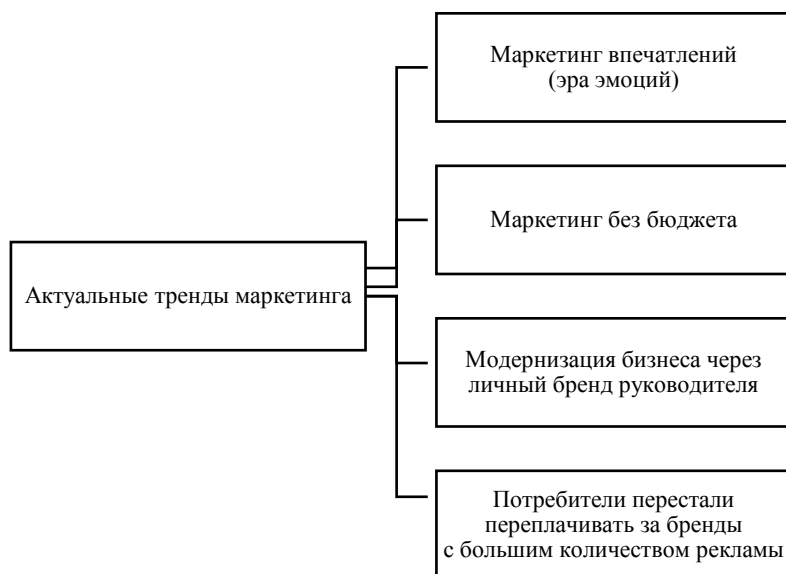 Маркетинг впечатлений
(эра эмоций)
Маркетинг без бюджета
Актуальные тренды маркетинга
Модернизация бизнеса через
личный бренд руководителя
Потребители перестали
переплачивать за бренды
с большим количеством рекламы